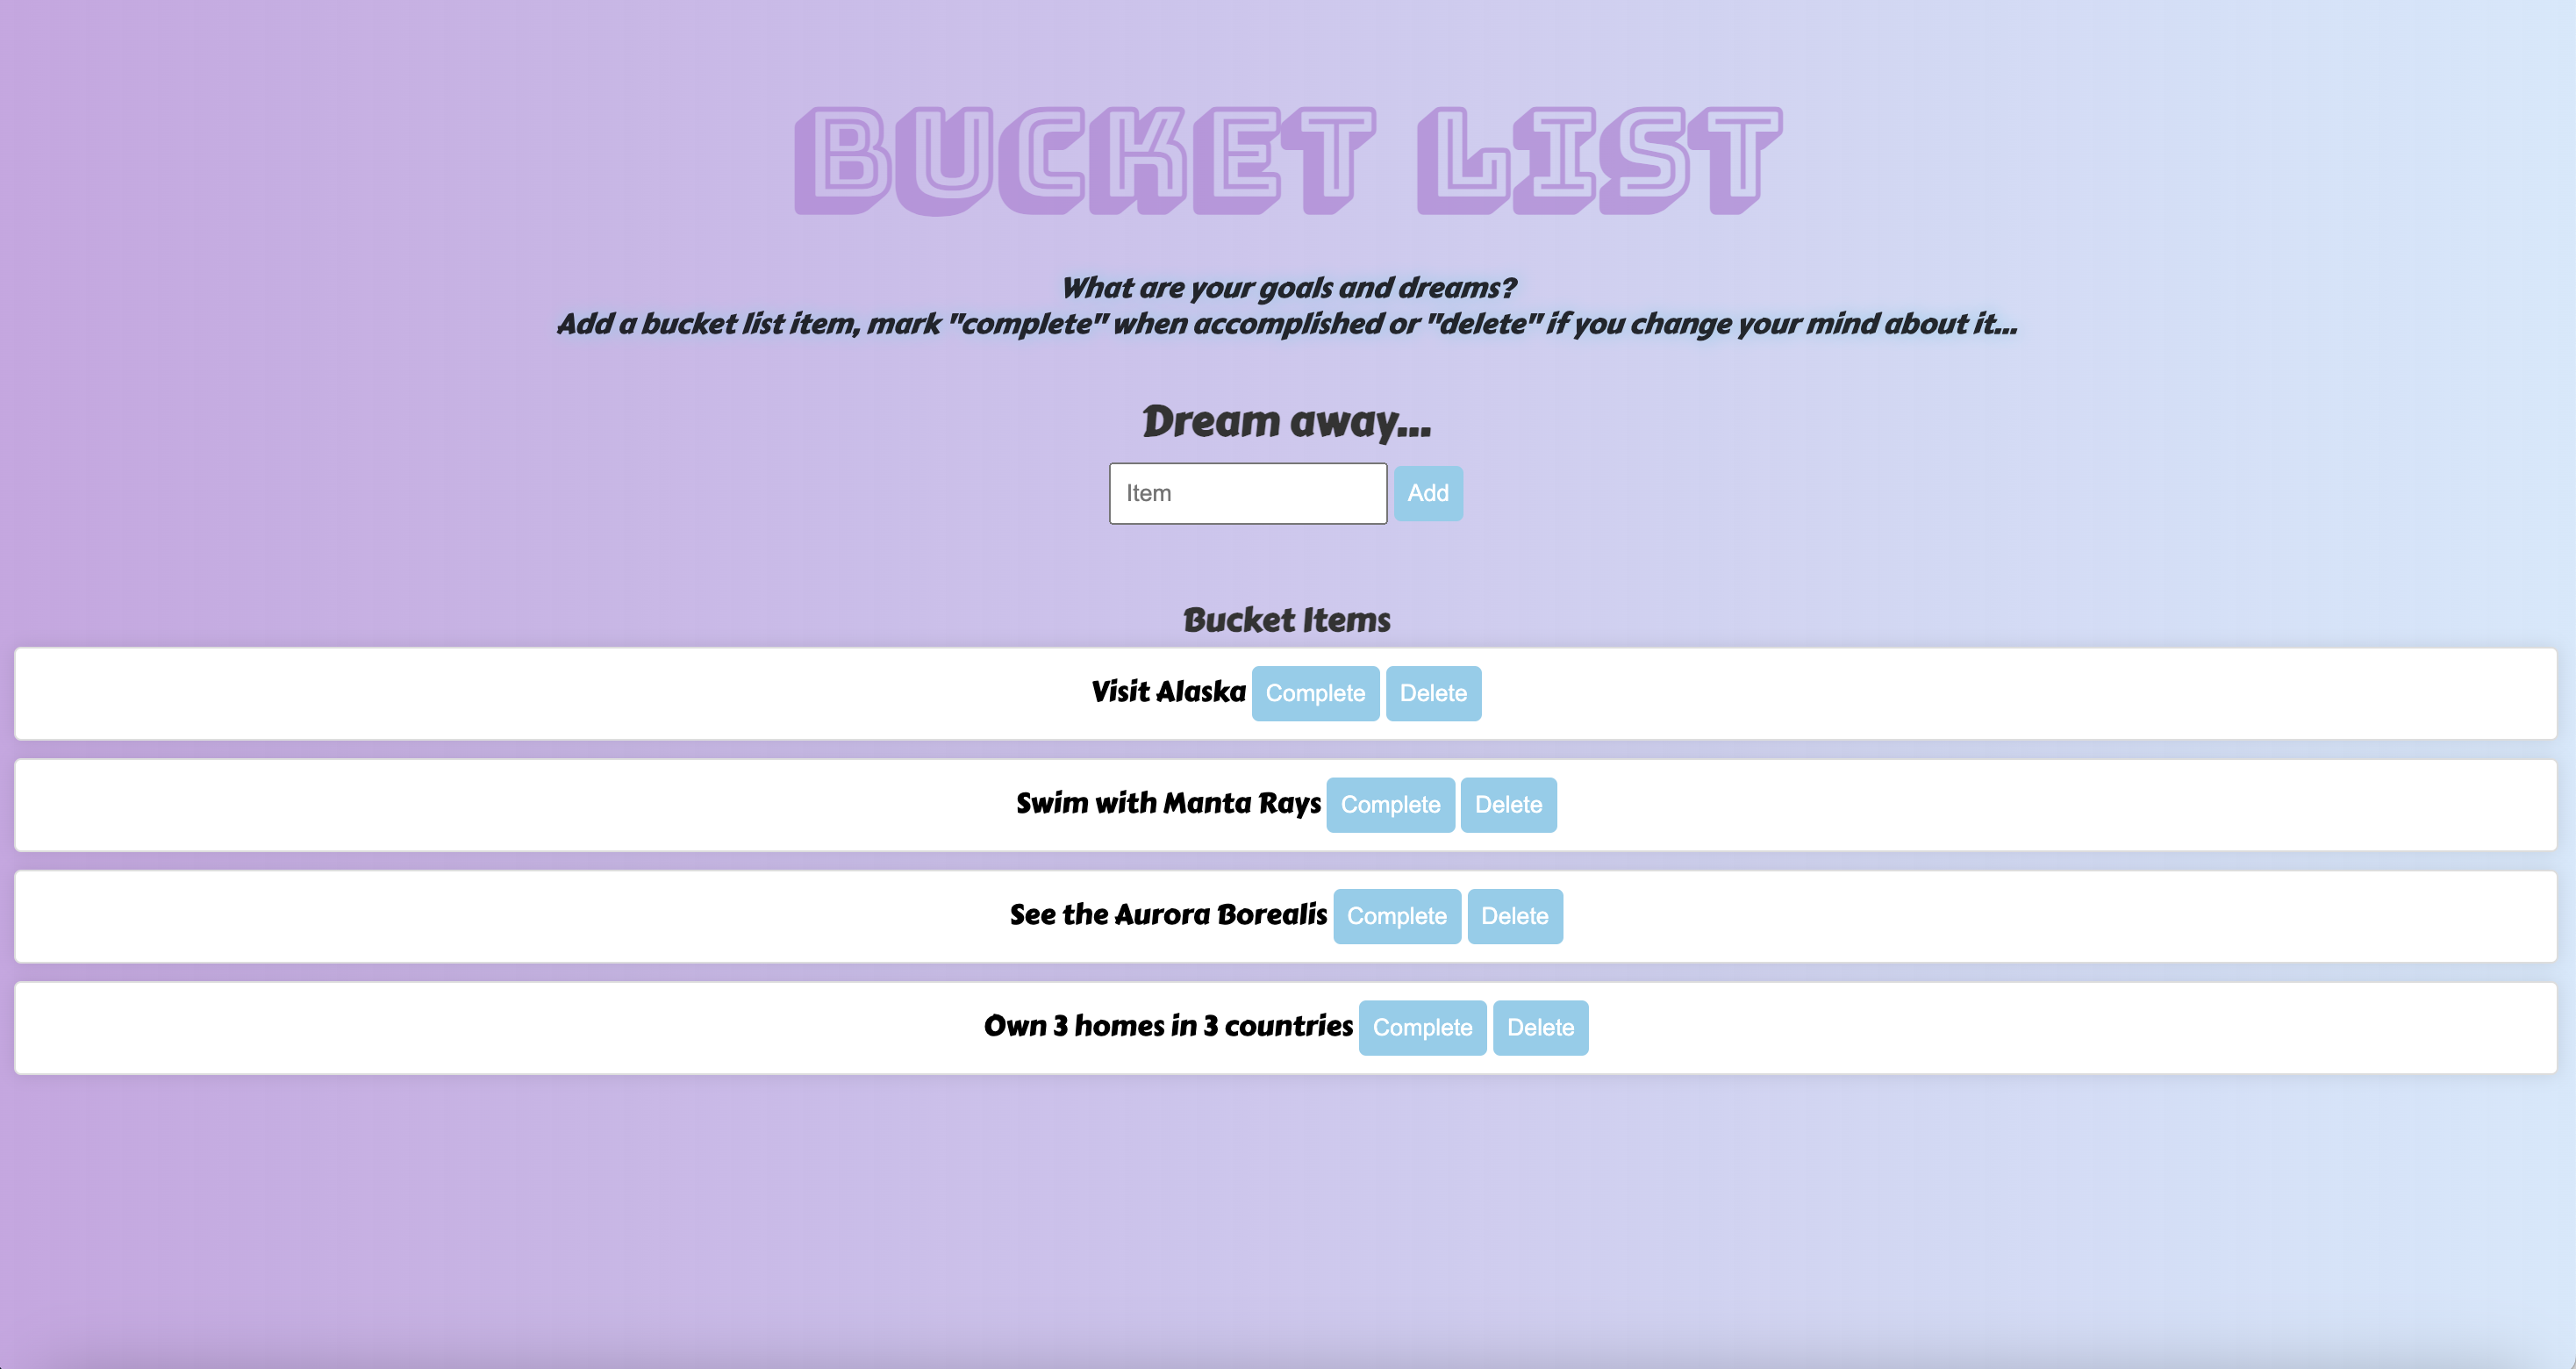 BUCKET LIST
What are your goals and dreams?
Add a bucket list item, mark "complete" when accomplished or "delete" if you change your mind about it...
Dream away...
Item Add
Bucket Items
Visit Alaska Complete Delete
Swim with Manta Rays Complete Delete
See the Aurora Borealis Complete Delete
Own 3 homes in 3 countries Complete Delete